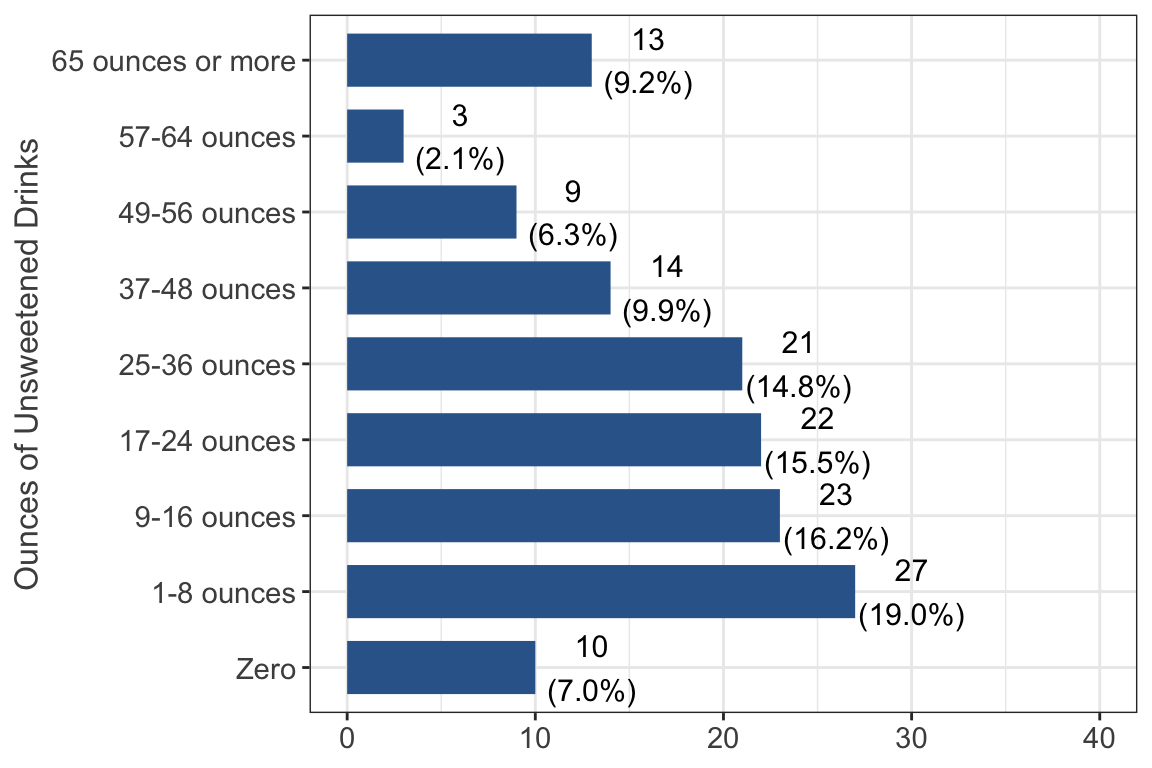 Ounces of Unsweetened Drinks
65 ounces or more
13
(9.2%)
57-64 ounces
3
(2.1%)
49-56 ounces
9
(6.3%)
37-48 ounces
14
(9.9%)
25-36 ounces
21
(14.8%)
17-24 ounces
22
(15.5%)
9-16 ounces
23
(16.2%)
1-8 ounces
27
(19.0%)
Zero
10
(7.0%)
0 10 20 30 40